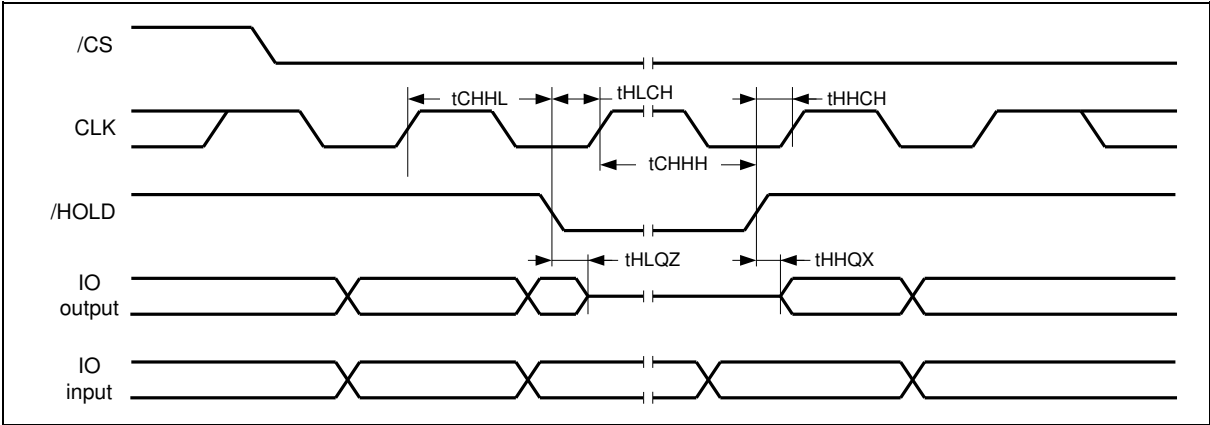 /CS
tCHHL
tHLCH
tHHCH
CLK
tCHHH
/HOLD
tHLQZ
tHHQX
IO
output
IO
input